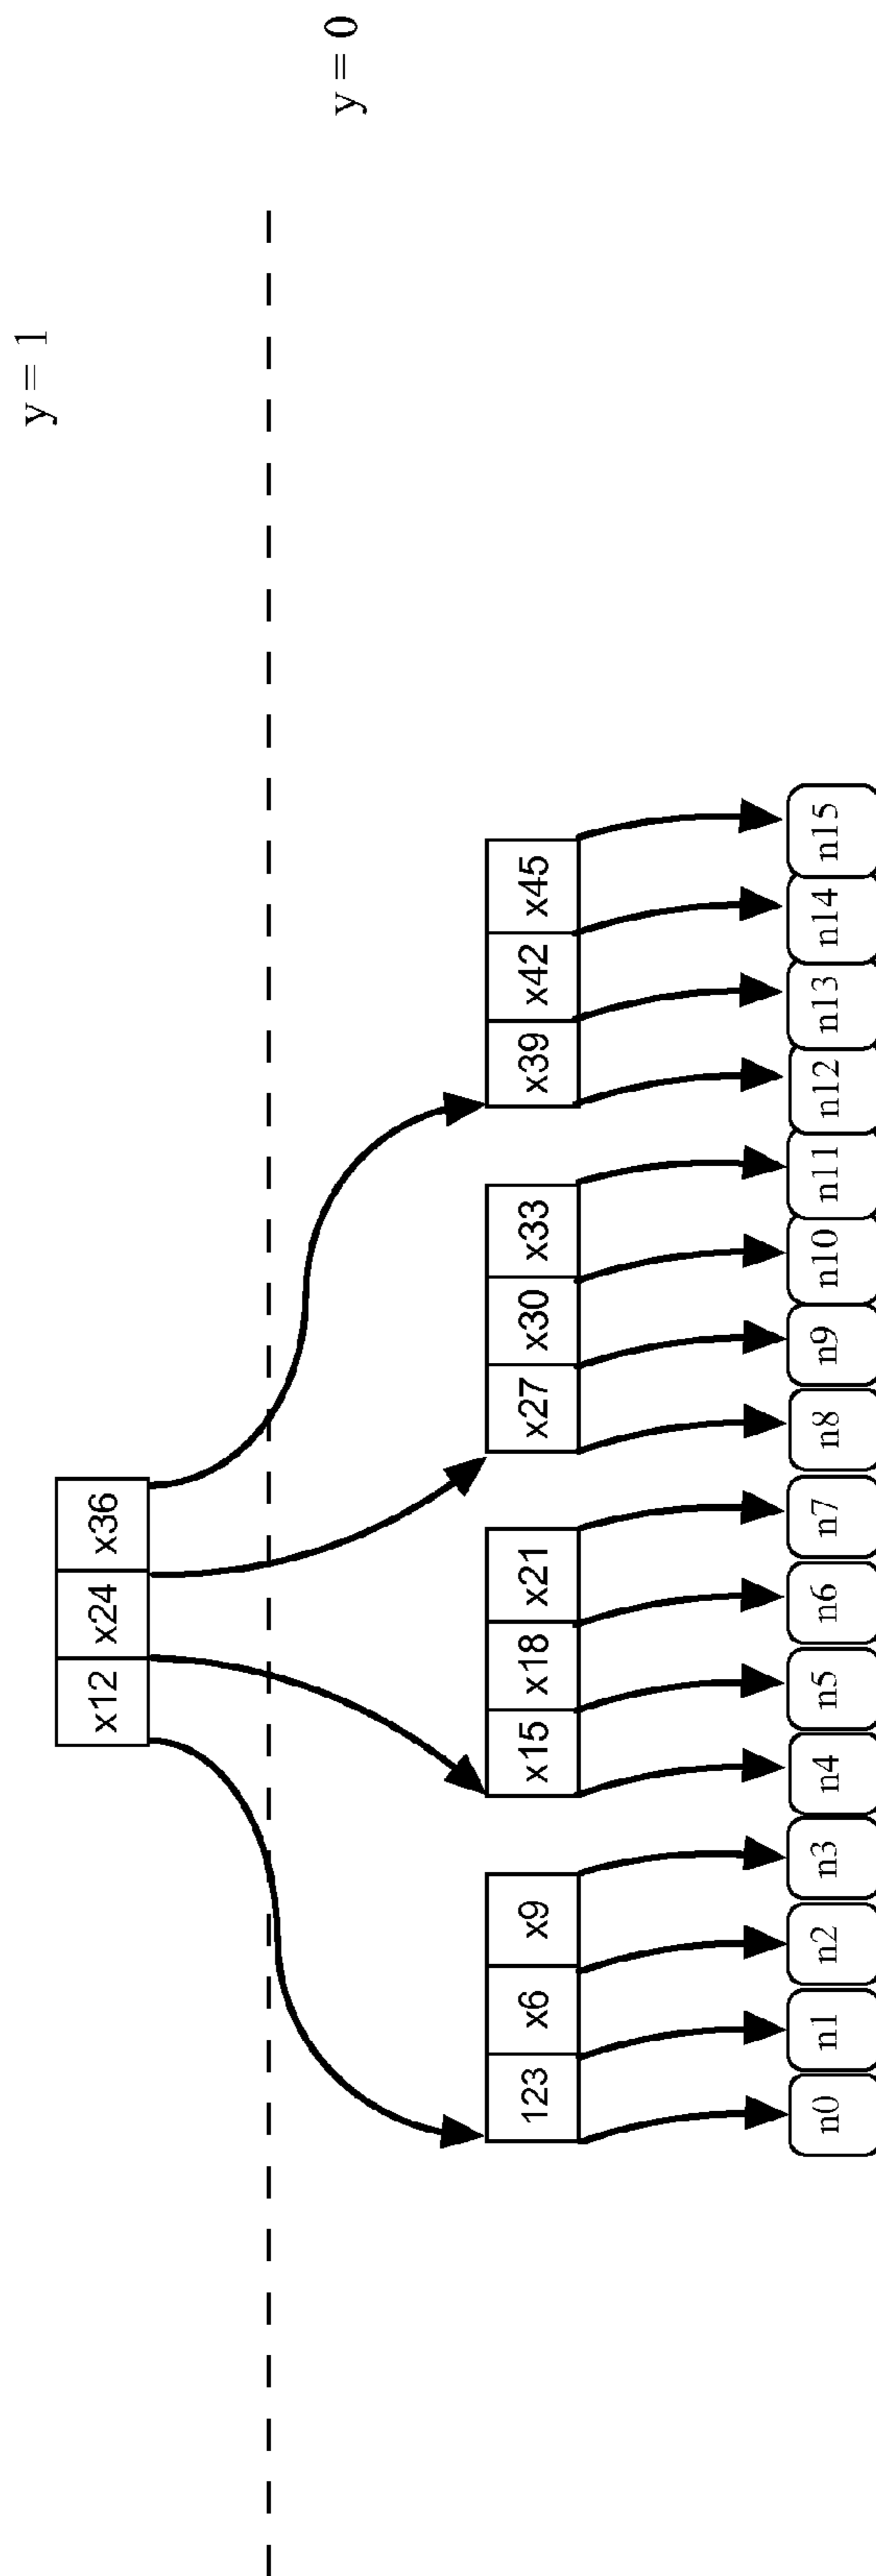 y = 1
x12 x24 x36
y = 0
123 x6 x9 x15 x18 x21 x27 x30 x33 x39 x42 x45
n0 n1 n2 n3 n4 n5 n6 n7 n8 n9 n10 n11 n12 n13 n14 n15